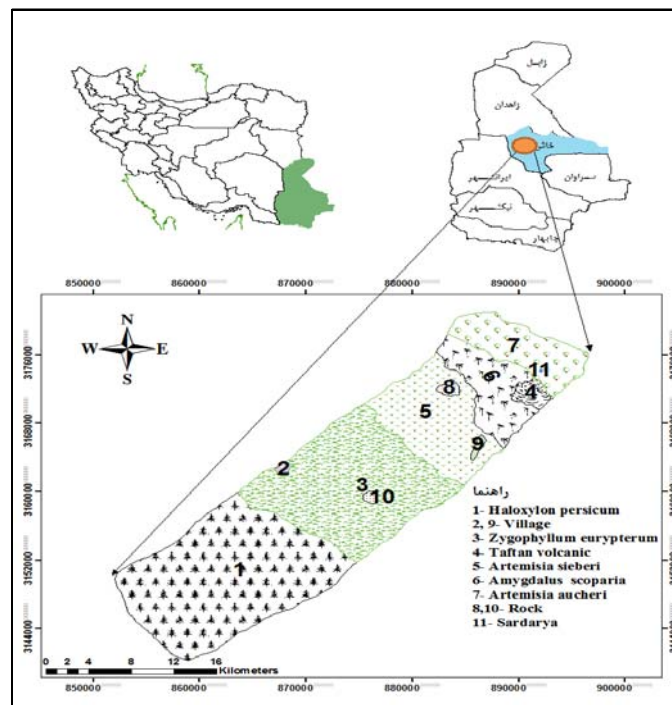 زابل
زاهدان
خاش
ایرانشهر
سراوان
نیکشهر
چابهار
850000 860000 870000 880000 890000 900000
N
W E
S
3176000
3168000
3160000
3152000
3144000
7
11
6
4
8
5
9
2
3
10
1
راهنما
1- Haloxylon persicum
2, 9- Village
3- Zygophyllum eurypterum
4- Taftan volcanic
5- Artemisia sieberi
6- Amygdalus scoparia
7- Artemisia aucheri
8,10- Rock
11- Sardarya
0 2 4 8 12 16
Kilometers
850000 860000 870000 880000 890000 900000